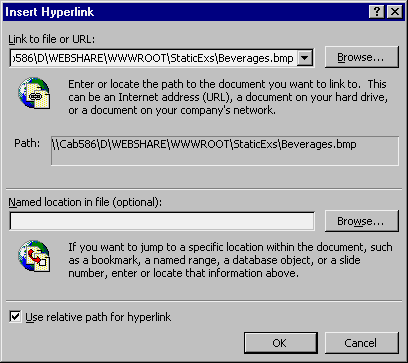 Insert Hyperlink
Link to file or URL:
586\D\WEBSHARE\WWWROOT\StaticExs\Beverages.bmp
Browse...
Enter or locate the path to the document you want to link to. This
can be an Internet address (URL), a document on your hard drive,
or a document on your company's network.
Path:
\\Cab586\D\WEBSHARE\WWWROOT\StaticExs\Beverages.bmp
Named location in file (optional):
Browse...
If you want to jump to a specific location within the document, such
as a bookmark, a named range, a database object, or a slide
number, enter or locate that information above.
Use relative path for hyperlink
OK
Cancel